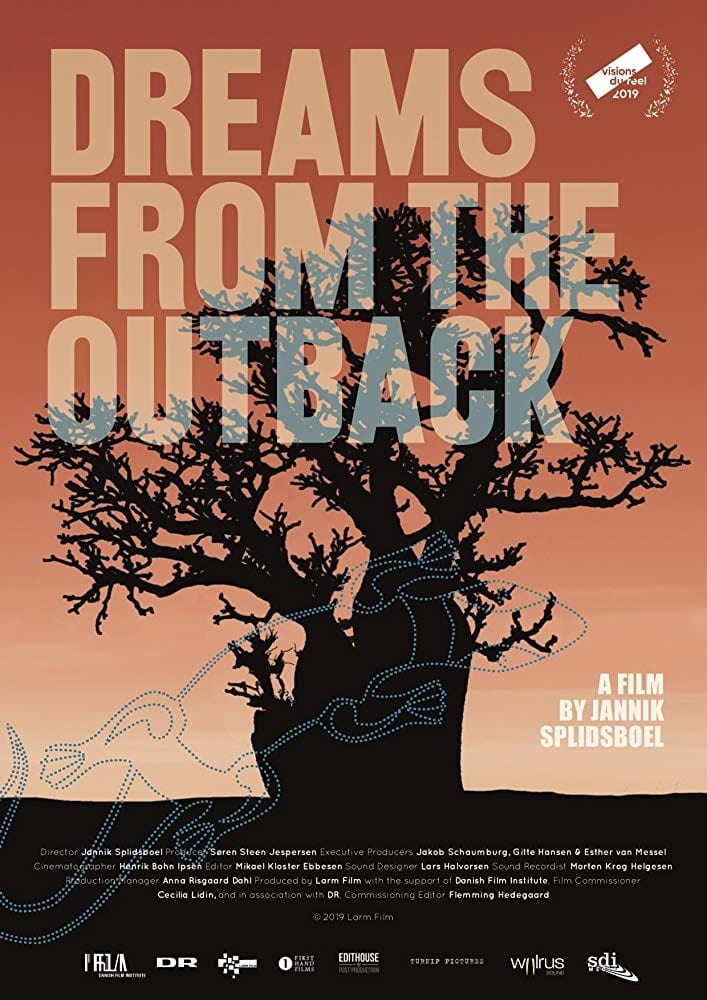 visions
du réel
2019
DREAMS
FROM THE
OUTBACK
A FILM
BY JANNIK
SPLIDSBOEL
Director Jannik Splidsboel Producer Søren Steen Jespersen Executive Producers Jakob Schaumburg, Gitte Hansen & Esther van Messel
Cinematographer Henrik Bohn Ipsen Editor Mikael Kloster Ebbesen Sound Designer Lars Halvorsen Sound Recordist Morten Krog Helgesen
Production Manager Anna Risgaard Dahl Produced by Larm Film with the support of Danish Film Institute, Film Commissioner
Cecilia Lidin, and in association with DR, Commissioning Editor Flemming Hedegaard
© 2019 Larm Film
DANISH FILM INSTITUTE
DR
1 FIRST
HAND
FILMS
EDITHOUSE
POST PRODUCTION
TURNIP PICTURES
walrus
SOUND
sdi
MEDIA